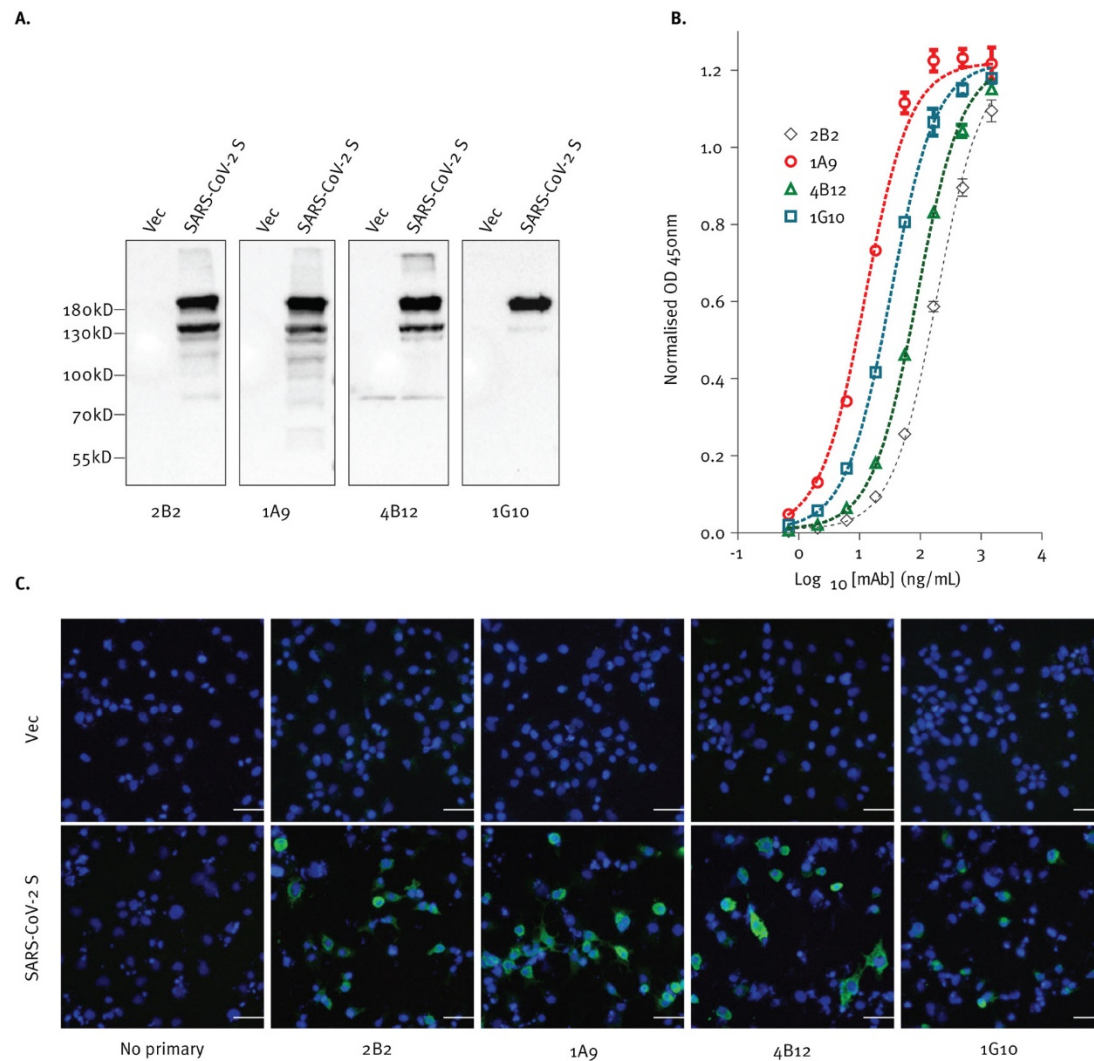 A.
Vec
SARS-CoV-2 S
Vec
SARS-CoV-2 S
Vec
SARS-CoV-2 S
Vec
SARS-CoV-2 S
180kD
130kD
100kD
70kD
55kD
2B2
1A9
4B12
1G10
B.
Normalised OD 450nm
1.2
1.0
0.8
0.6
0.4
0.2
0.0
2B2
1A9
4B12
1G10
-1
0
1
2
3
4
Log 10 [mAb] (ng/mL)
C.
Vec
SARS-CoV-2 S
No primary
2B2
1A9
4B12
1G10